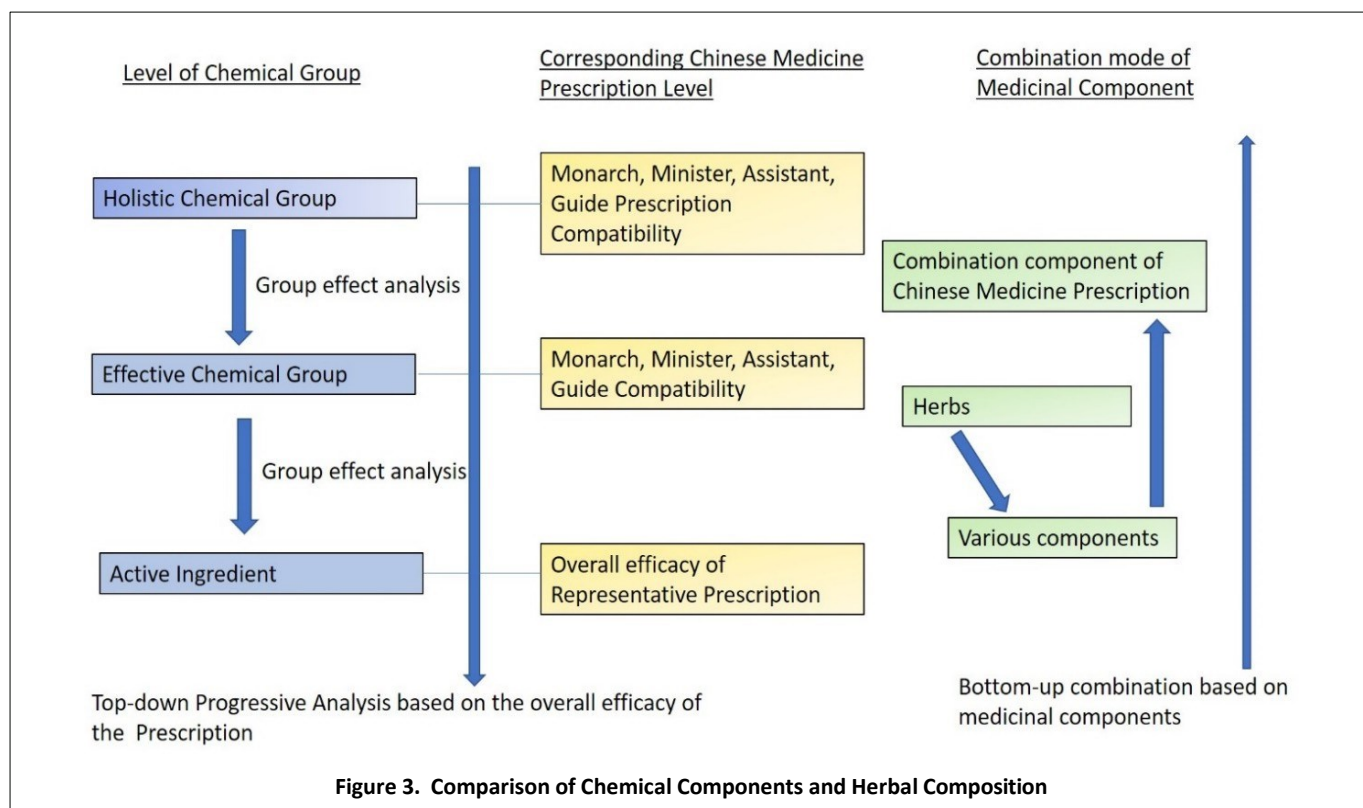 Level of Chemical Group
Corresponding Chinese Medicine
Prescription Level
Combination mode of
Medicinal Component
Holistic Chemical Group
Monarch, Minister, Assistant,
Guide Prescription
Compatibility
Group effect analysis
Combination component of
Chinese Medicine Prescription
Effective Chemical Group
Monarch, Minister, Assistant,
Guide Compatibility
Herbs
Group effect analysis
Various components
Active Ingredient
Overall efficacy of
Representative Prescription
Top-down Progressive Analysis based on the overall efficacy of
the Prescription
Bottom-up combination based on
medicinal components
Figure 3. Comparison of Chemical Components and Herbal Composition